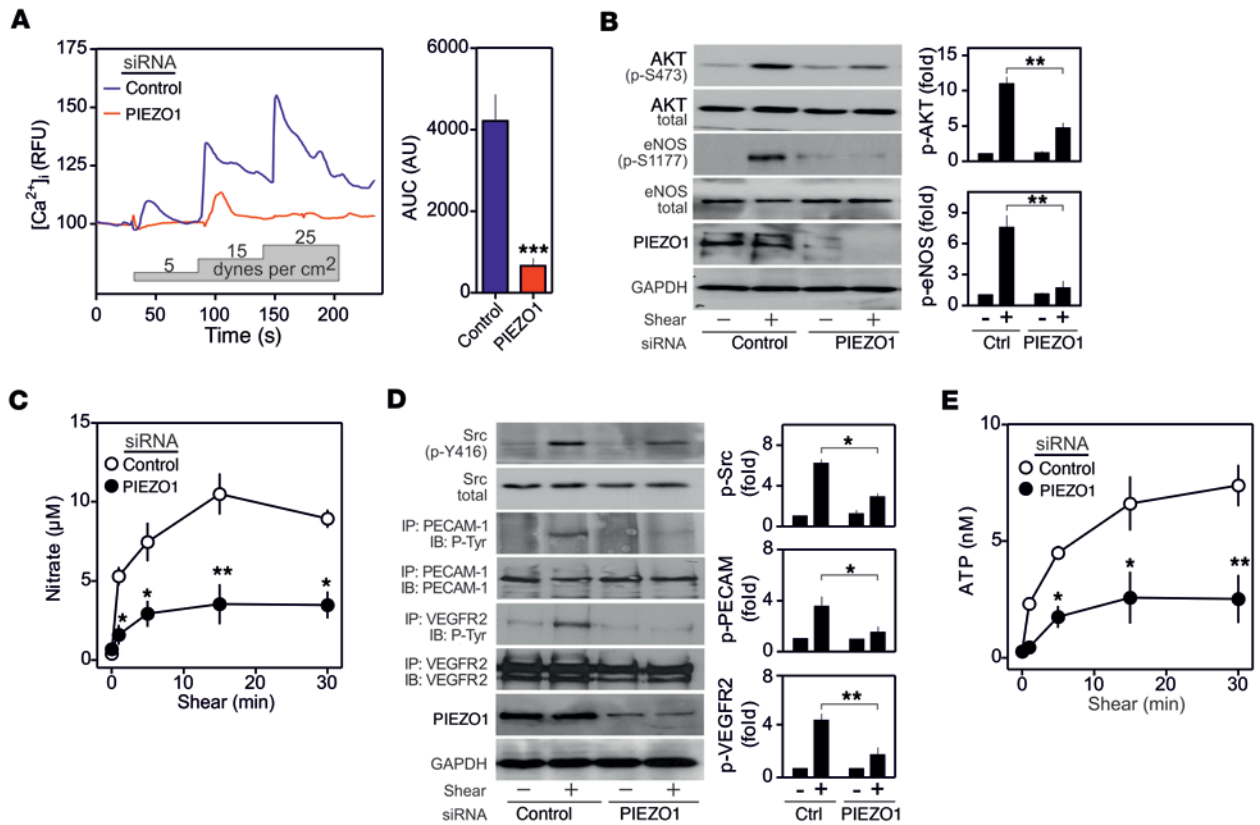 A
175
150
125
100
0
50
100
150
200
[Ca2+]i (RFU)
Time (s)
siRNA
Control
PIEZO1
5
15
25
dynes per cm2
6000
4000
2000
0
AUC (AU)
***
Control
PIEZO1
B
AKT
(p-S473)
AKT
total
eNOS
(p-S1177)
eNOS
total
PIEZO1
GAPDH
Shear − + − +
siRNA Control PIEZO1
p-AKT (fold)
15
10
5
0
**
p-eNOS (fold)
9
6
3
0
**
- + - +
Ctrl PIEZO1
C
Nitrate (µM)
15
10
5
0
siRNA
Control
PIEZO1
*
*
**
*
0 10 20 30
Shear (min)
D
Src
(p-Y416)
Src
total
IP: PECAM-1
IB: P-Tyr
IP: PECAM-1
IB: PECAM-1
IP: VEGFR2
IB: P-Tyr
IP: VEGFR2
IB: VEGFR2
PIEZO1
GAPDH
Shear − + − +
siRNA Control PIEZO1
p-Src
(fold)
8
4
0
*
p-PECAM
(fold)
8
4
0
*
p-VEGFR2
(fold)
8
4
0
**
- + - +
Ctrl PIEZO1
E
ATP (nM)
10
5
0
siRNA
Control
PIEZO1
*
*
**
0 10 20 30
Shear (min)